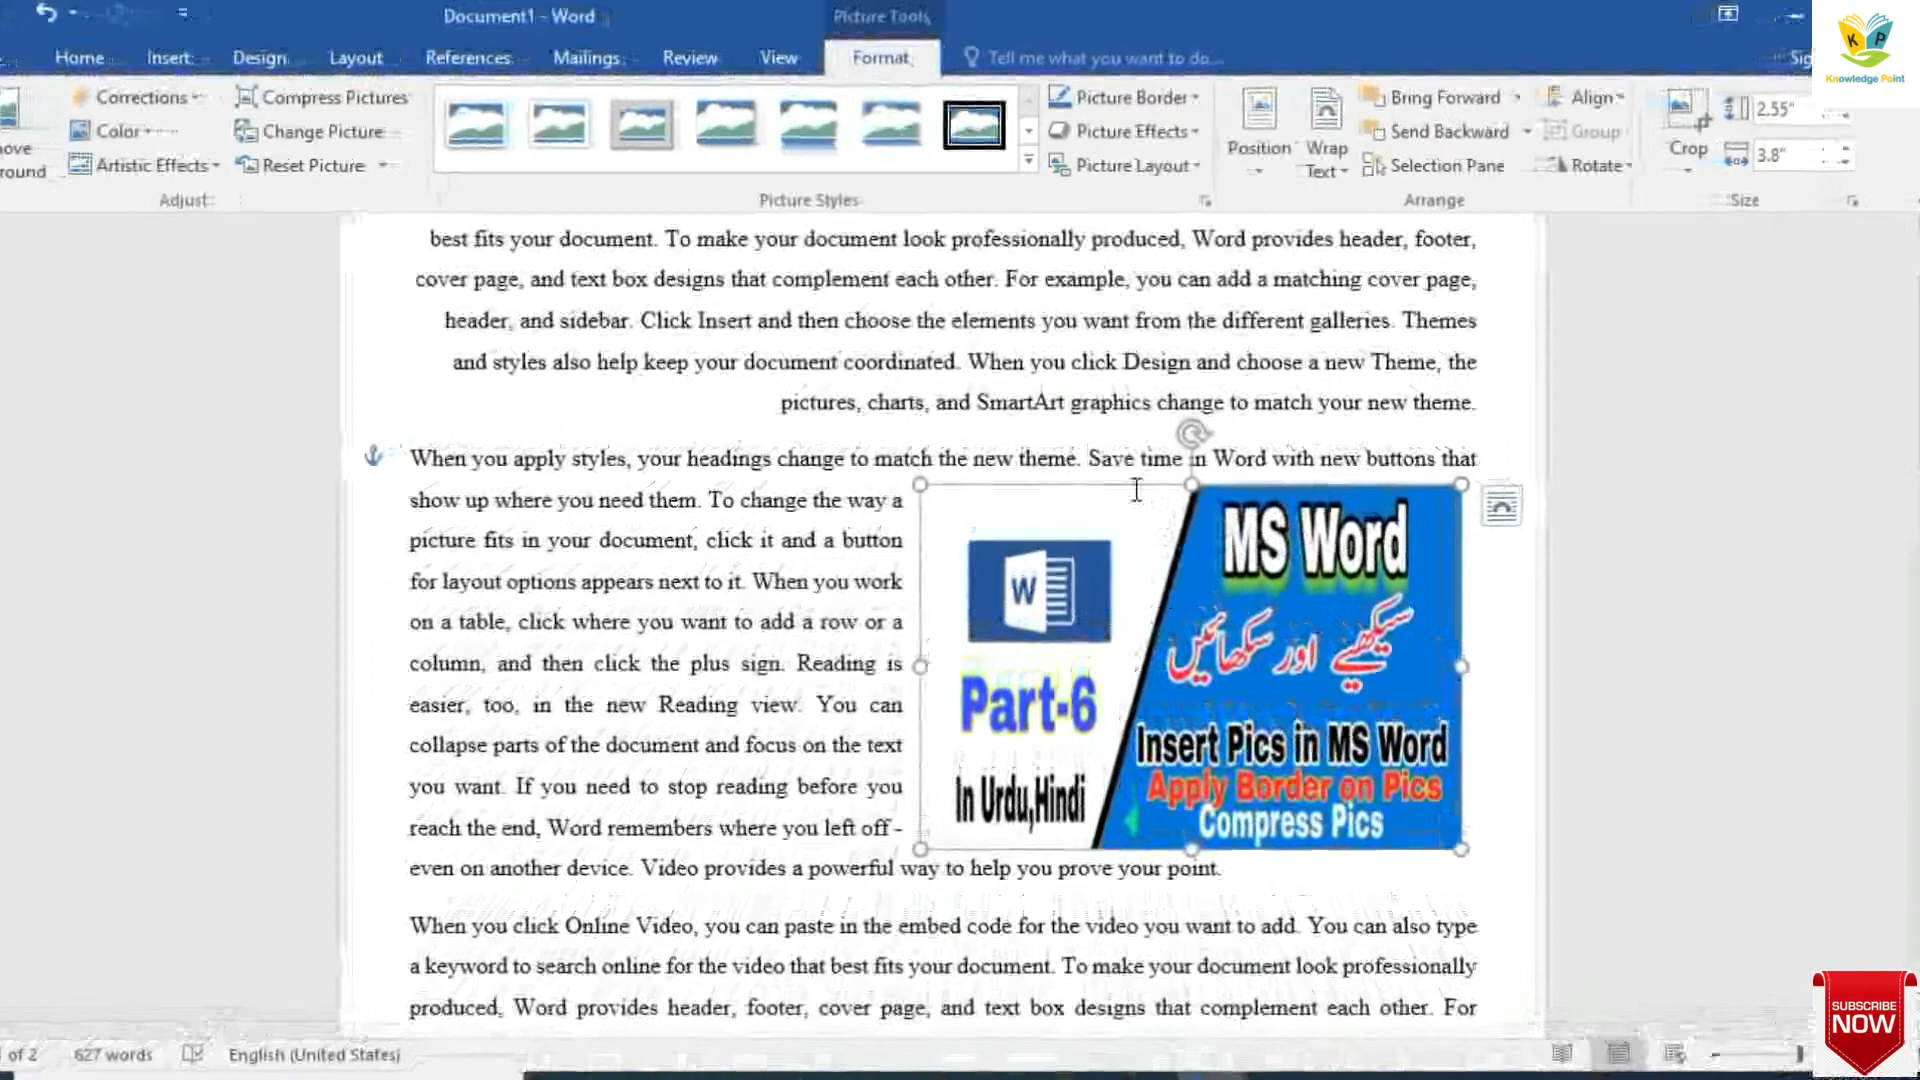 Document1 - Word
Picture Tools
Home Insert Design Layout References Mailings Review View Format Tell me what you want to do...
K P
Knowledge Point
Corrections Compress Pictures
Color Change Picture
Artistic Effects Reset Picture
Picture Border
Picture Effects
Picture Layout
Position Wrap Text
Bring Forward Align
Send Backward Group
Selection Pane Rotate
Crop 2.55"
3.8"
Adjust Picture Styles Arrange Size
best fits your document. To make your document look professionally produced, Word provides header, footer,
cover page, and text box designs that complement each other. For example, you can add a matching cover page,
header, and sidebar. Click Insert and then choose the elements you want from the different galleries. Themes
and styles also help keep your document coordinated. When you click Design and choose a new Theme, the
pictures, charts, and SmartArt graphics change to match your new theme.
When you apply styles, your headings change to match the new theme. Save time in Word with new buttons that
show up where you need them. To change the way a
picture fits in your document, click it and a button
for layout options appears next to it. When you work
on a table, click where you want to add a row or a
column, and then click the plus sign. Reading is
easier, too, in the new Reading view. You can
collapse parts of the document and focus on the text
you want. If you need to stop reading before you
reach the end, Word remembers where you left off -
even on another device. Video provides a powerful way to help you prove your point.
W
Part-6
In Urdu,Hindi
MS Word
سیکھیے اور سکھائیں
Insert Pics in MS Word
Apply Border on Pics
Compress Pics
When you click Online Video, you can paste in the embed code for the video you want to add. You can also type
a keyword to search online for the video that best fits your document. To make your document look professionally
produced, Word provides header, footer, cover page, and text box designs that complement each other. For
of 2 627 words English (United States)
SUBSCRIBE
NOW